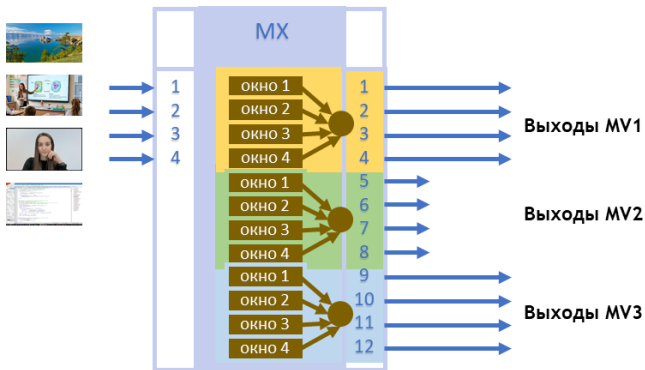 MX
1
2
3
4
окно 1
окно 2
окно 3
окно 4
1
2
3
4
Выходы MV1
окно 1
окно 2
окно 3
окно 4
5
6
7
8
Выходы MV2
окно 1
окно 2
окно 3
окно 4
9
10
11
12
Выходы MV3